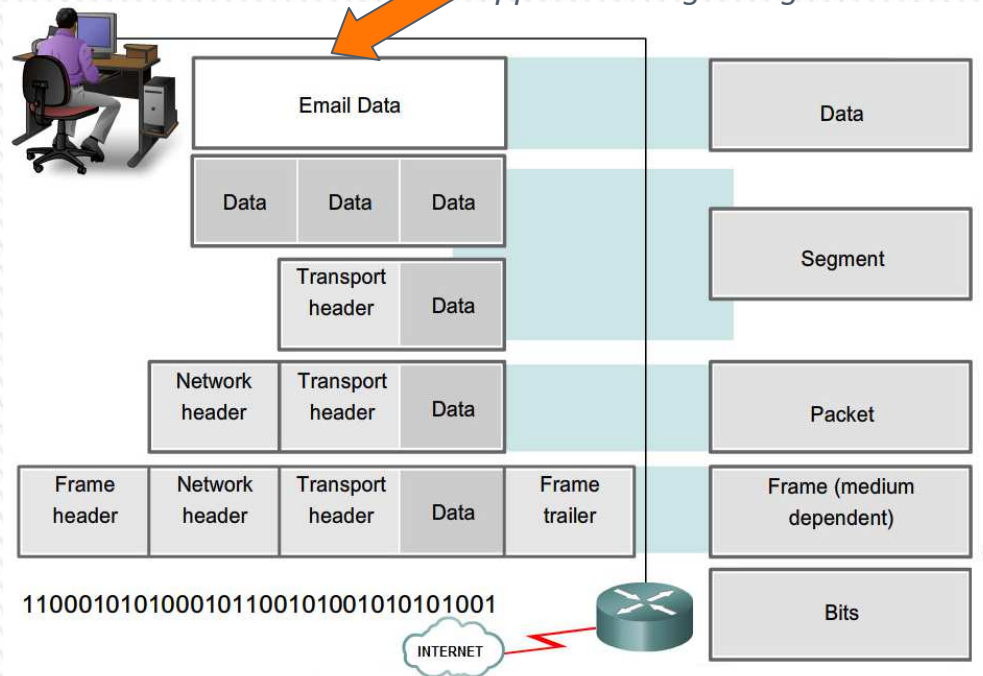 Email Data
Data
Data Data Data
Segment
Transport
header Data
Network
header Transport
header Data
Packet
Frame
header Network
header Transport
header Data Frame
trailer
Frame (medium
dependent)
110001010100010110010100101010101001
INTERNET
Bits